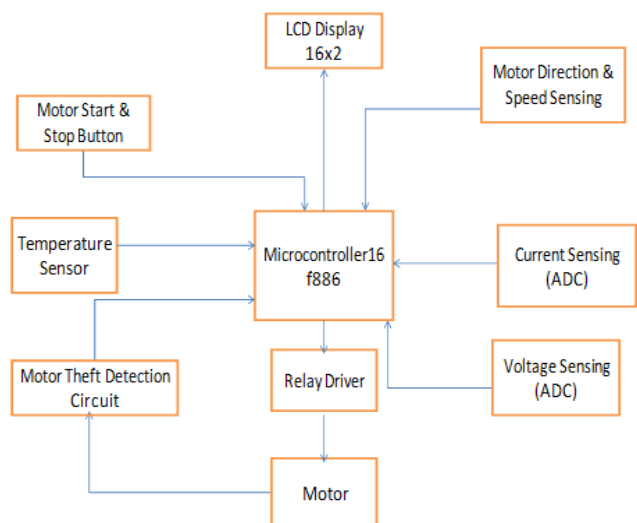 LCD Display
16x2
Motor Direction &
Speed Sensing
Motor Start &
Stop Button
Temperature
Sensor
Microcontroller16
f886
Current Sensing
(ADC)
Motor Theft Detection
Circuit
Relay Driver
Voltage Sensing
(ADC)
Motor